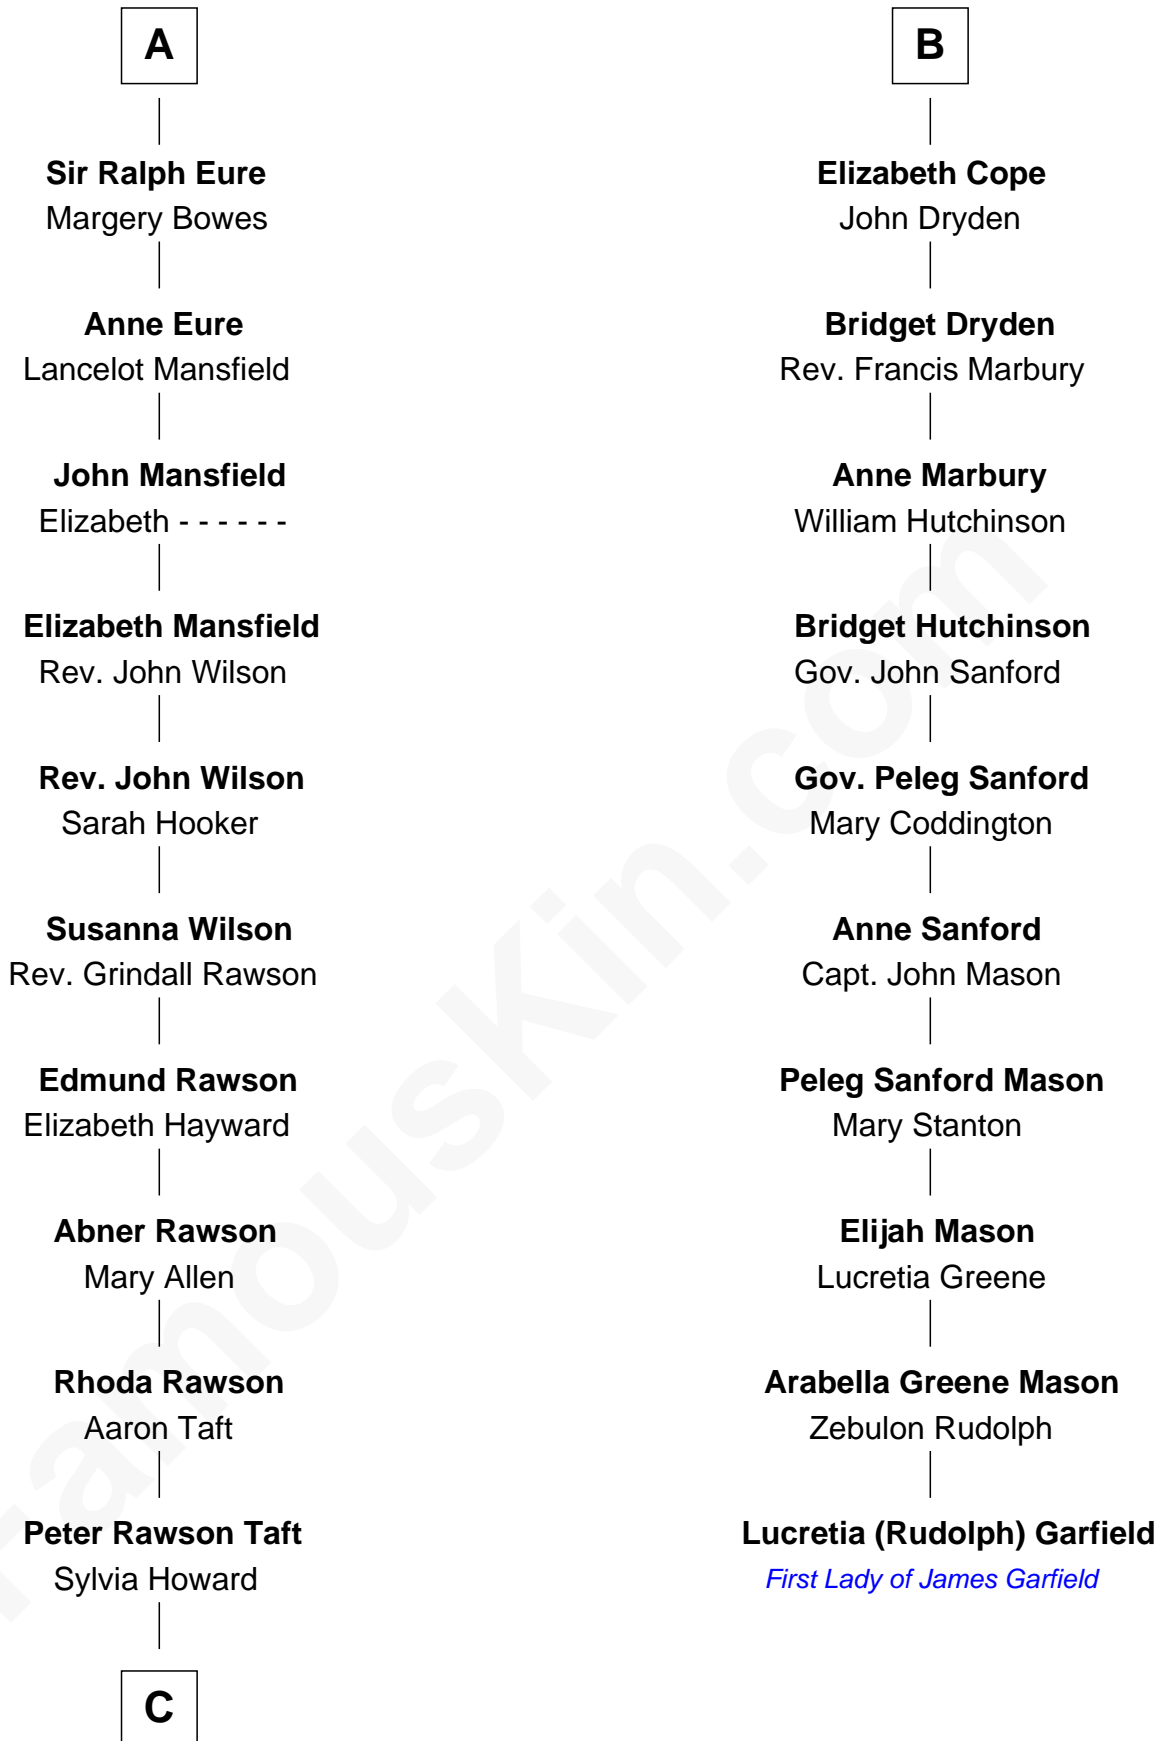 A
Sir Ralph Eure
Margery Bowes
Anne Eure
Lancelot Mansfield
John Mansfield
Elizabeth - - - - - -
Elizabeth Mansfield
Rev. John Wilson
Rev. John Wilson
Sarah Hooker
Susanna Wilson
Rev. Grindall Rawson
Edmund Rawson
Elizabeth Hayward
Abner Rawson
Mary Allen
Rhoda Rawson
Aaron Taft
Peter Rawson Taft
Sylvia Howard
C
B
Elizabeth Cope
John Dryden
Bridget Dryden
Rev. Francis Marbury
Anne Marbury
William Hutchinson
Bridget Hutchinson
Gov. John Sanford
Gov. Peleg Sanford
Mary Coddington
Anne Sanford
Capt. John Mason
Peleg Sanford Mason
Mary Stanton
Elijah Mason
Lucretia Greene
Arabella Greene Mason
Zebulon Rudolph
Lucretia (Rudolph) Garfield
First Lady of James Garfield
FamousKin.com